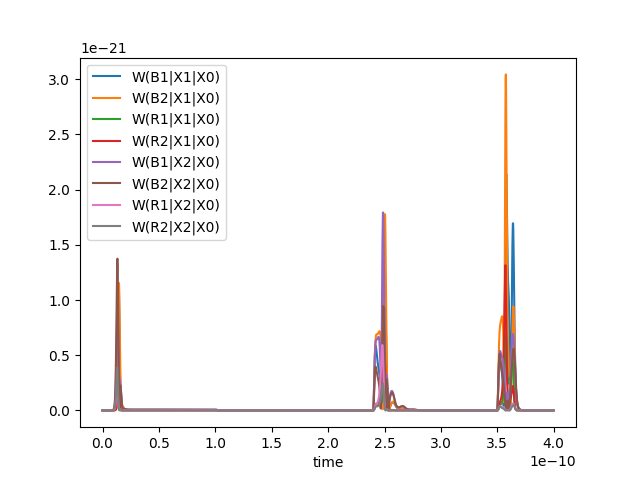 1e−21
3.0
2.5
2.0
1.5
1.0
0.5
0.0
W(B1|X1|X0)
W(B2|X1|X0)
W(R1|X1|X0)
W(R2|X1|X0)
W(B1|X2|X0)
W(B2|X2|X0)
W(R1|X2|X0)
W(R2|X2|X0)
0.0 0.5 1.0 1.5 2.0 2.5 3.0 3.5 4.0
time
1e−10